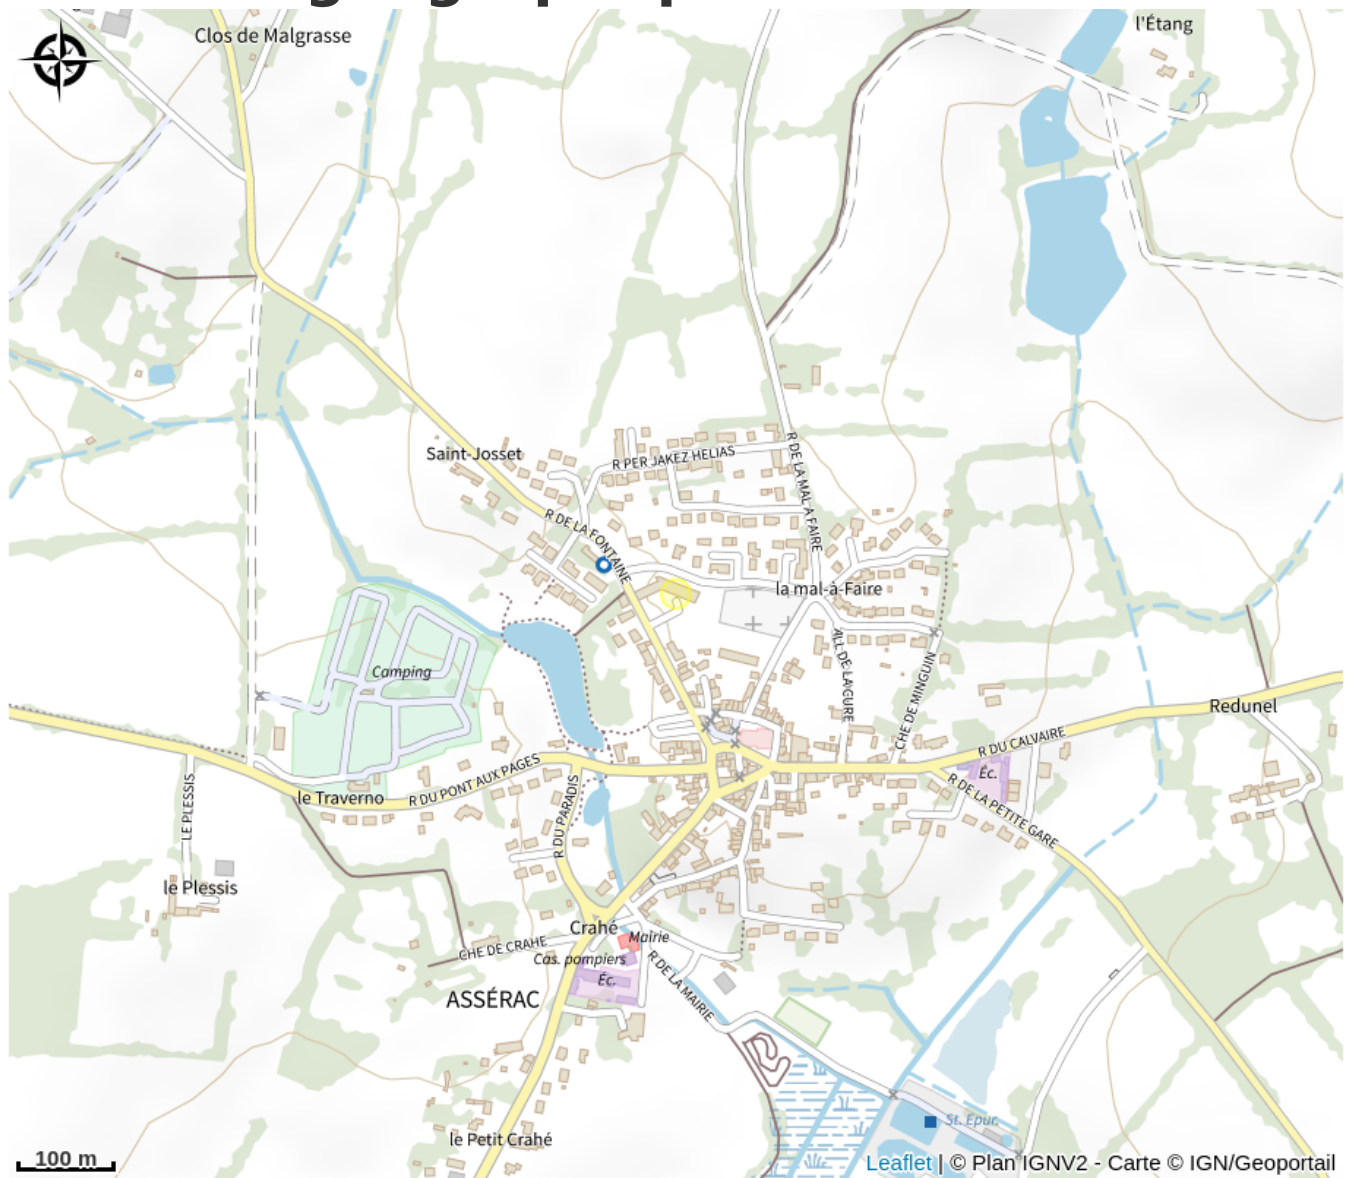 Clos de Malgrasse
l'Étang
Saint-Josset
R PER JAKEZ HELIAS
R DE LA MAL A FAIRE
R DE LA FONTAINE
la mal-à-Faire
ALL DE LA CURE
CHE DE MINGUIN
Camping
Redunel
R DU CALVAIRE
Éc.
R DE LA PETITE GARE
R DU PONT AUX PAGES
le Traverno
R DU PARADIS
LE PLESSIS
le Plessis
Crahé
Mairie
CHE DE CRAHE
Cas. pompiers
Éc.
R DE LA MAIRIE
ASSÉRAC
St. Epur.
le Petit Crahé
100 m
Leaflet | © Plan IGNV2 - Carte © IGN/Geoportail